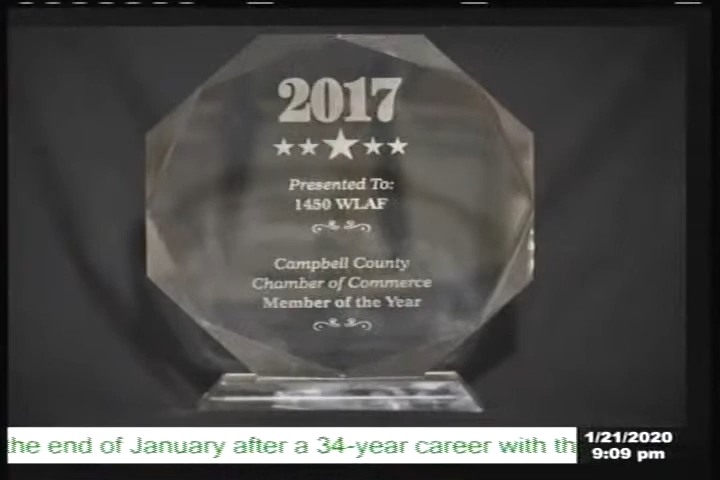 2017
Presented To:
1450 WLAF
Campbell County
Chamber of Commerce
Member of the Year
the end of January after a 34-year career with th
1/21/2020
9:09 pm